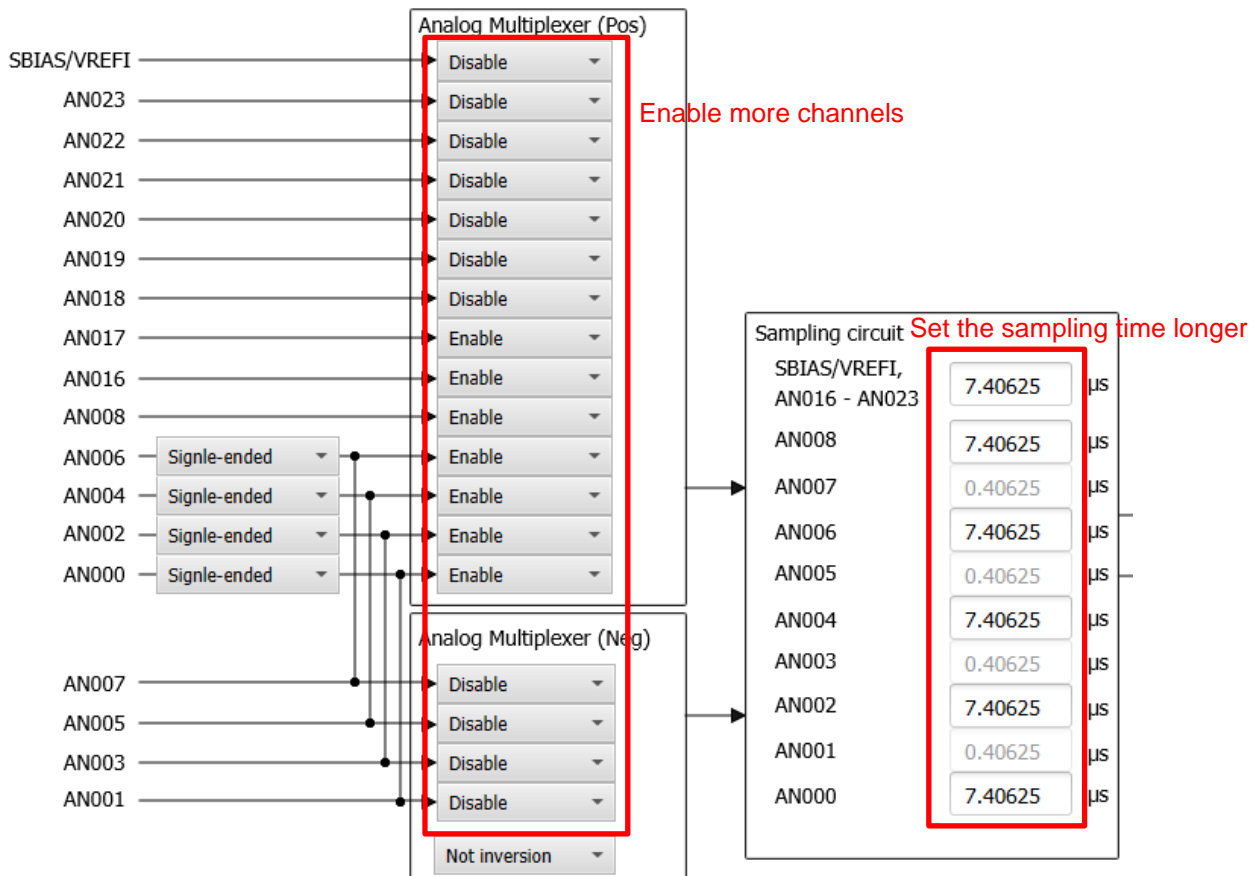 Analog Multiplexer (Pos)
SBIAS/VREFI Disable
AN023 Disable
Enable more channels
AN022 Disable
AN021 Disable
AN020 Disable
AN019 Disable
AN018 Disable
AN017 Enable
AN016 Enable
AN008 Enable
AN006 Signle-ended Enable
AN004 Signle-ended Enable
AN002 Signle-ended Enable
AN000 Signle-ended Enable
Analog Multiplexer (Neg)
AN007 Disable
AN005 Disable
AN003 Disable
AN001 Disable
Not inversion
Sampling circuit
Set the sampling time longer
SBIAS/VREFI,
AN016 - AN023 7.40625 µs
AN008 7.40625 µs
AN007 0.40625 µs
AN006 7.40625 µs
AN005 0.40625 µs
AN004 7.40625 µs
AN003 0.40625 µs
AN002 7.40625 µs
AN001 0.40625 µs
AN000 7.40625 µs